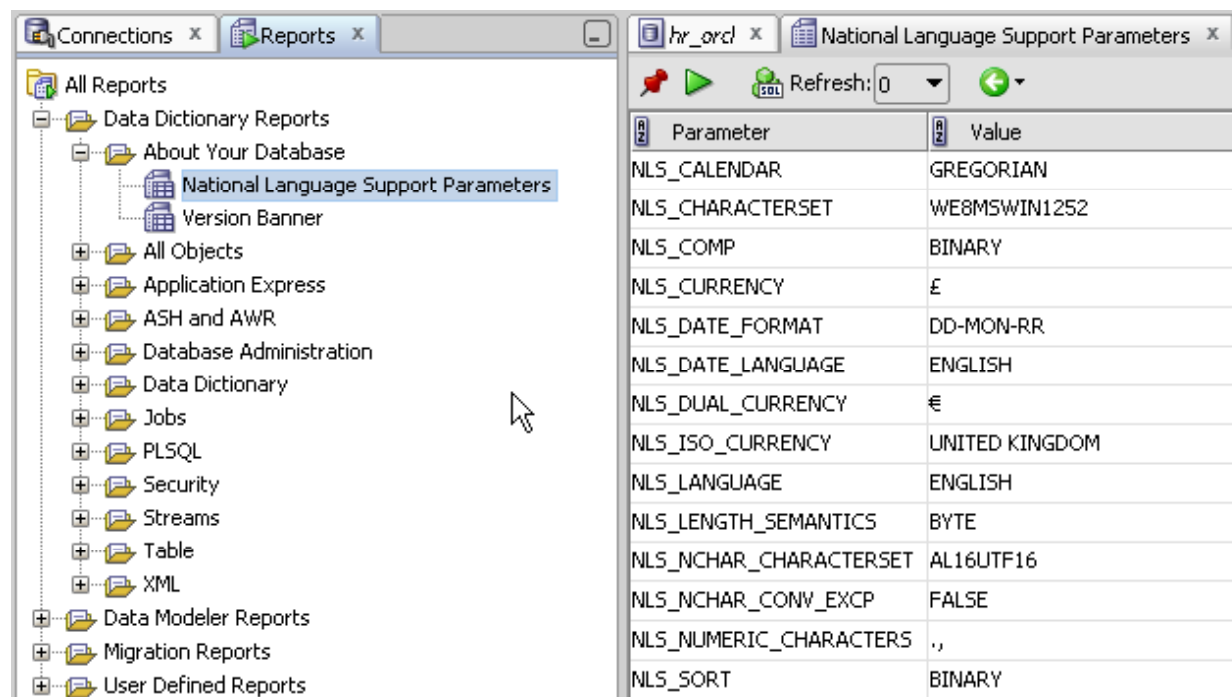 Connections x
Reports x
All Reports
Data Dictionary Reports
About Your Database
National Language Support Parameters
Version Banner
All Objects
Application Express
ASH and AWR
Database Administration
Data Dictionary
Jobs
PLSQL
Security
Streams
Table
XML
Data Modeler Reports
Migration Reports
User Defined Reports
hr_orcl x
National Language Support Parameters x
SQL Refresh: 0
Parameter Value
NLS_CALENDAR GREGORIAN
NLS_CHARACTERSET WE8MSWIN1252
NLS_COMP BINARY
NLS_CURRENCY £
NLS_DATE_FORMAT DD-MON-RR
NLS_DATE_LANGUAGE ENGLISH
NLS_DUAL_CURRENCY €
NLS_ISO_CURRENCY UNITED KINGDOM
NLS_LANGUAGE ENGLISH
NLS_LENGTH_SEMANTICS BYTE
NLS_NCHAR_CHARACTERSET AL16UTF16
NLS_NCHAR_CONV_EXCP FALSE
NLS_NUMERIC_CHARACTERS .,
NLS_SORT BINARY